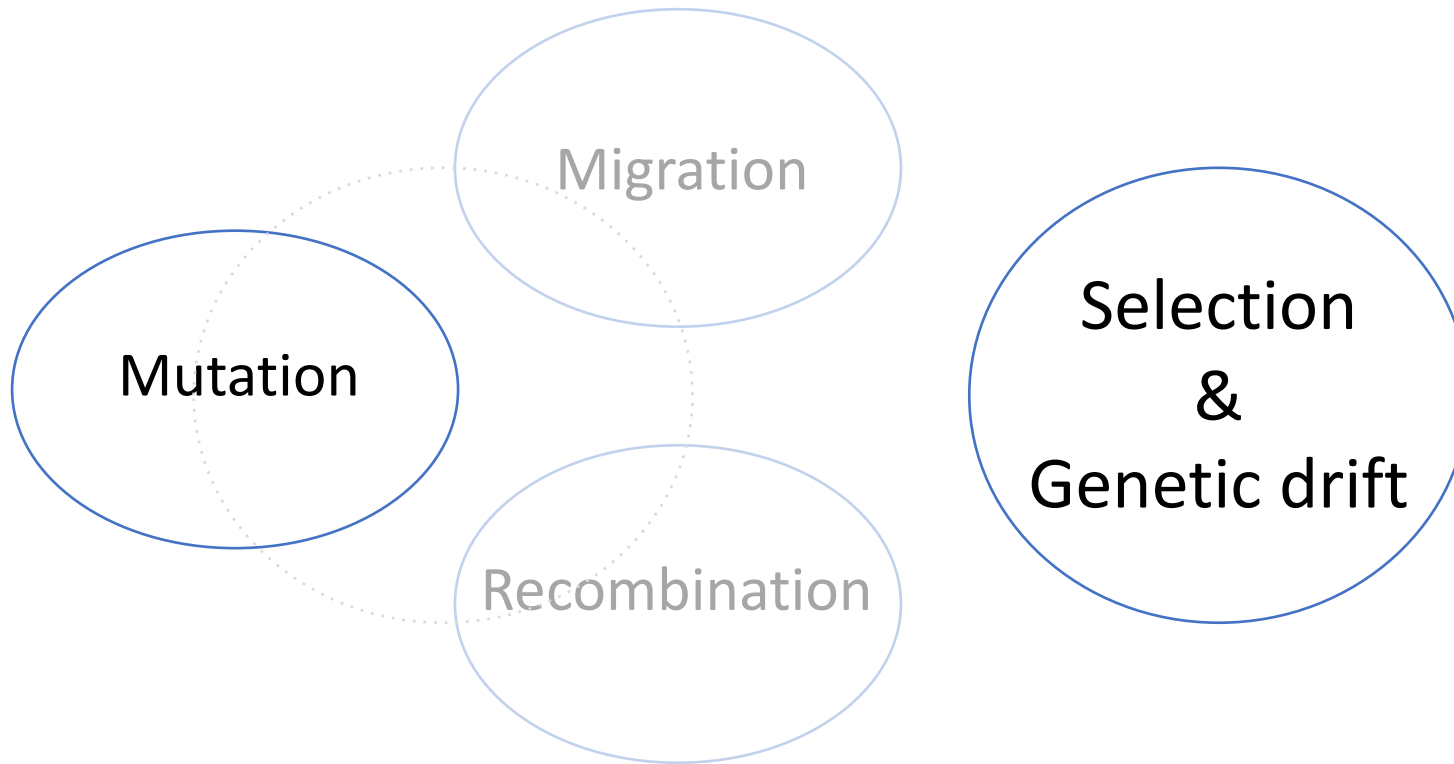 Migration
Mutation
Recombination
Selection
&
Genetic drift